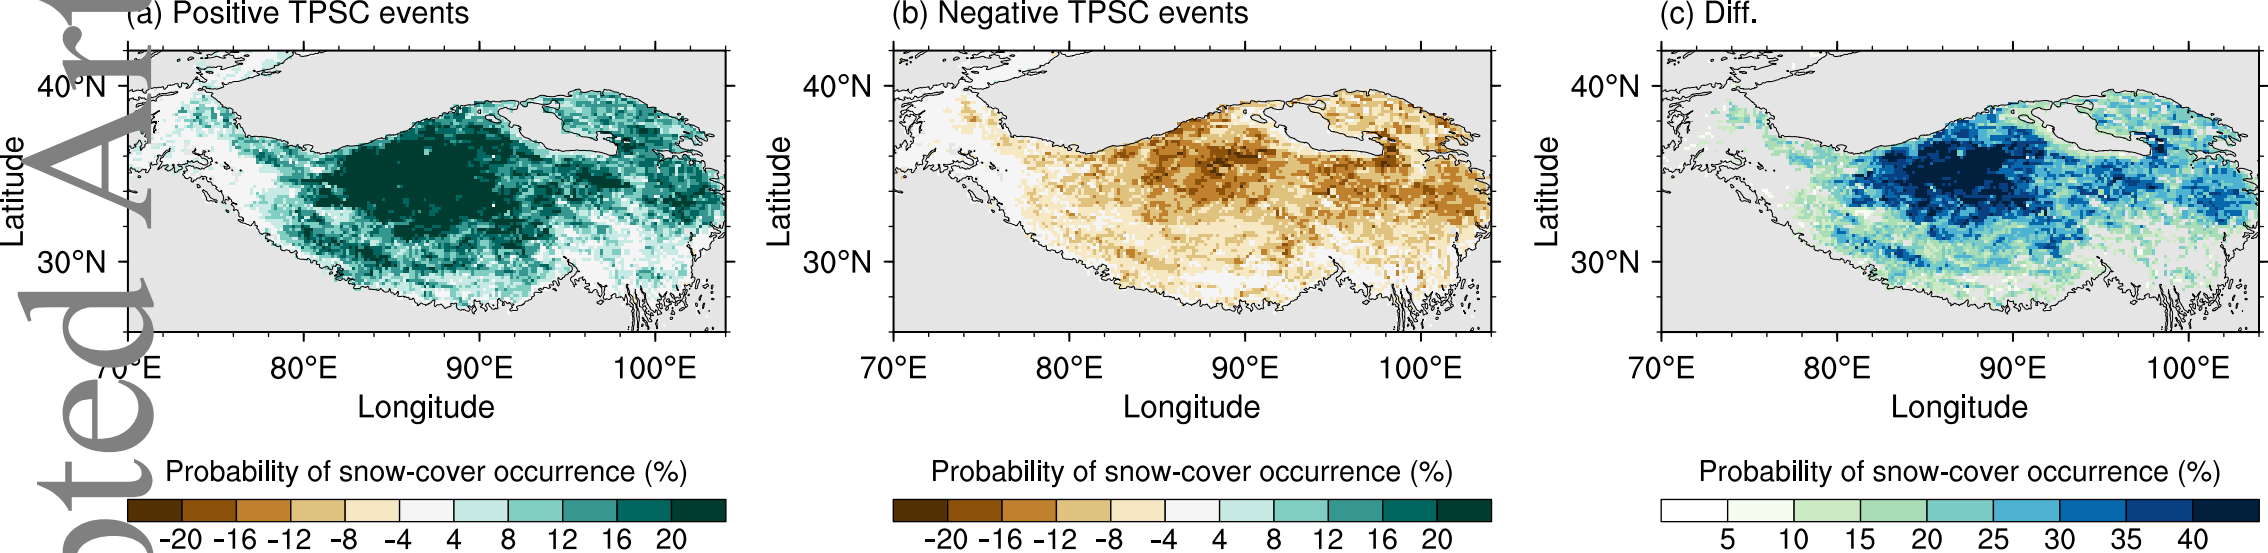 (a) Positive TPSC events
(b) Negative TPSC events
(c) Diff.
40°N
30°N
Latitude
70°E 80°E 90°E 100°E
Longitude
40°N
30°N
Latitude
70°E 80°E 90°E 100°E
Longitude
40°N
30°N
Latitude
70°E 80°E 90°E 100°E
Longitude
Probability of snow-cover occurrence (%)
-20 -16 -12 -8 -4 4 8 12 16 20
Probability of snow-cover occurrence (%)
-20 -16 -12 -8 -4 4 8 12 16 20
Probability of snow-cover occurrence (%)
5 10 15 20 25 30 35 40
oted Art